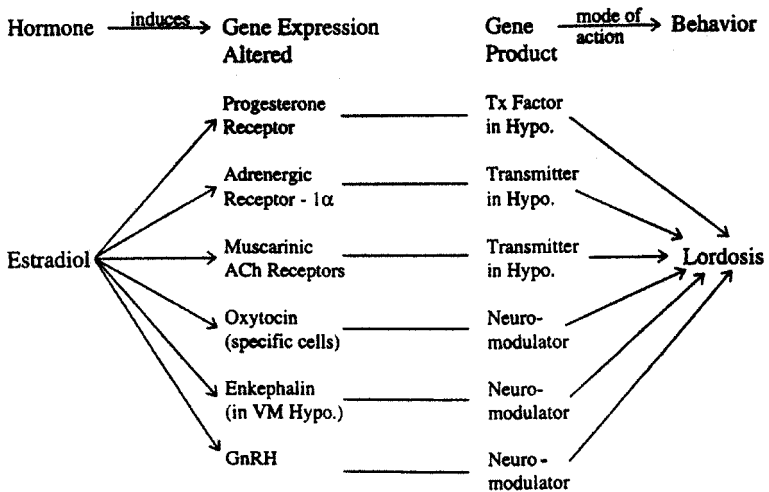 Hormone induces Gene Expression Altered Gene Product mode of action Behavior
Progesterone Receptor
Tx Factor in Hypo.
Adrenergic Receptor - 1α
Transmitter in Hypo.
Estradiol
Muscarinic ACh Receptors
Transmitter in Hypo.
Lordosis
Oxytocin (specific cells)
Neuro-modulator
Enkephalin (in VM Hypo.)
Neuro-modulator
GnRH
Neuro-modulator